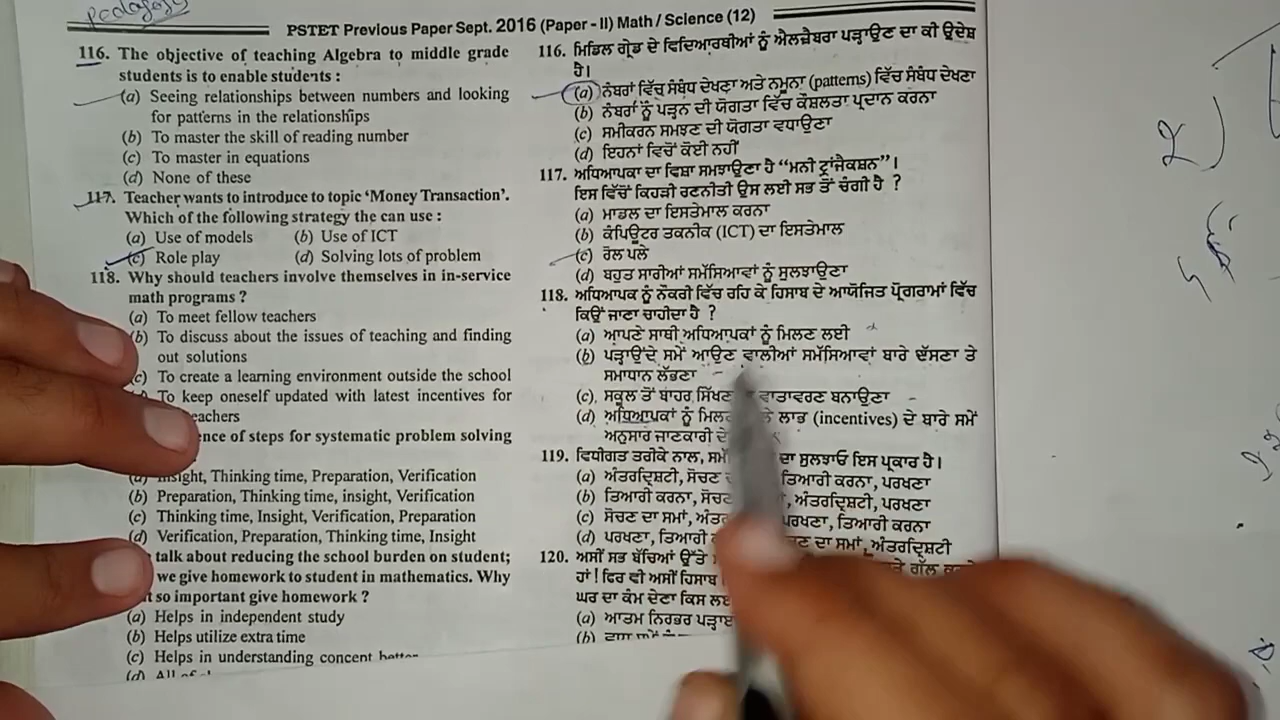 Pedagogy
PSTET Previous Paper Sept. 2016 (Paper - II) Math / Science (12)
116. The objective of teaching Algebra to middle grade
students is to enable students :
(a) Seeing relationships between numbers and looking
for patterns in the relationships
(b) To master the skill of reading number
(c) To master in equations
(d) None of these
117. Teacher wants to introduce to topic ‘Money Transaction’.
Which of the following strategy the can use :
(a) Use of models (b) Use of ICT
(c) Role play (d) Solving lots of problem
118. Why should teachers involve themselves in in-service
math programs ?
(a) To meet fellow teachers
(b) To discuss about the issues of teaching and finding
out solutions
(c) To create a learning environment outside the school
To keep oneself updated with latest incentives for
eachers
ence of steps for systematic problem solving
(a) Insight, Thinking time, Preparation, Verification
(b) Preparation, Thinking time, insight, Verification
(c) Thinking time, Insight, Verification, Preparation
(d) Verification, Preparation, Thinking time, Insight
talk about reducing the school burden on student;
we give homework to student in mathematics. Why
so important give homework ?
(a) Helps in independent study
(b) Helps utilize extra time
(c) Helps in understanding concept better
(d) All of
116. ਮਿਡਿਲ ਗ੍ਰੇਡ ਦੇ ਵਿਦਿਆਰਥੀਆਂ ਨੂੰ ਐਲਜ਼ੈਬਰਾ ਪੜ੍ਹਾਉਣ ਦਾ ਕੀ ਉਦੇਸ਼
ਹੈ।
(a) ਨੰਬਰਾਂ ਵਿੱਚ ਸੰਬੰਧ ਦੇਖਣਾ ਅਤੇ ਨਮੂਨਾ (patterns) ਵਿੱਚ ਸੰਬੰਧ ਦੇਖਣਾ
(b) ਨੰਬਰਾਂ ਨੂੰ ਪੜ੍ਹਨ ਦੀ ਯੋਗਤਾ ਵਿੱਚ ਕੌਸ਼ਲਤਾ ਪ੍ਰਦਾਨ ਕਰਨਾ
(c) ਸਮੀਕਰਨ ਸਮਝਣ ਦੀ ਯੋਗਤਾ ਵਧਾਉਣਾ
(d) ਇਹਨਾਂ ਵਿਚੋਂ ਕੋਈ ਨਹੀਂ
117. ਅਧਿਆਪਕਾ ਦਾ ਵਿਸ਼ਾ ਸਮਝਾਉਣਾ ਹੈ “ਮਨੀ ਟ੍ਰਾਂਜੈਕਸ਼ਨ”।
ਇਸ ਵਿੱਚੋਂ ਕਿਹੜੀ ਰਣਨੀਤੀ ਉਸ ਲਈ ਸਭ ਤੋਂ ਚੰਗੀ ਹੈ ?
(a) ਮਾਡਲ ਦਾ ਇਸਤੇਮਾਲ ਕਰਨਾ
(b) ਕੰਪਿਊਟਰ ਤਕਨੀਕ (ICT) ਦਾ ਇਸਤੇਮਾਲ
(c) ਰੋਲ ਪਲੇ
(d) ਬਹੁਤ ਸਾਰੀਆਂ ਸਮੱਸਿਆਵਾਂ ਨੂੰ ਸੁਲਝਾਉਣਾ
118. ਅਧਿਆਪਕ ਨੂੰ ਨੌਕਰੀ ਵਿੱਚ ਰਹਿ ਕੇ ਹਿਸਾਬ ਦੇ ਆਯੋਜਿਤ ਪ੍ਰੋਗਰਾਮਾਂ ਵਿੱਚ
ਕਿਉਂ ਜਾਣਾ ਚਾਹੀਦਾ ਹੈ ?
(a) ਆਪਣੇ ਸਾਥੀ ਅਧਿਆਪਕਾਂ ਨੂੰ ਮਿਲਣ ਲਈ
(b) ਪੜ੍ਹਾਉਂਦੇ ਸਮੇਂ ਆਉਣ ਵਾਲੀਆਂ ਸਮੱਸਿਆਵਾਂ ਬਾਰੇ ਦੱਸਣਾ ਤੇ
ਸਮਾਧਾਨ ਲੱਭਣਾ
(c) ਸਕੂਲ ਤੋਂ ਬਾਹਰ ਸਿੱਖਣ ਵਾਤਾਵਰਣ ਬਨਾਉਣਾ
(d) ਅਧਿਆਪਕਾਂ ਨੂੰ ਲਾਭ (incentives) ਦੇ ਬਾਰੇ ਸਮੇਂ
ਅਨੁਸਾਰ ਜਾਣਕਾਰੀ
119. ਵਿਧੀਗਤ ਤਰੀਕੇ ਨਾਲ, ਦਾ ਸੁਲਝਾਓ ਇਸ ਪ੍ਰਕਾਰ ਹੈ।
(a) ਅੰਤਰਦ੍ਰਿਸ਼ਟੀ, ਸੋਚਣ ਤਿਆਰੀ ਕਰਨਾ, ਪਰਖਣਾ
(b) ਤਿਆਰੀ ਕਰਨਾ, ਸੋਚਣ ਅੰਤਰਦ੍ਰਿਸ਼ਟੀ, ਪਰਖਣਾ
(c) ਸੋਚਣ ਦਾ ਸਮਾਂ, ਪਰਖਣਾ, ਤਿਆਰੀ ਕਰਨਾ
(d) ਪਰਖਣਾ, ਤਿਆਰੀ ਦਾ ਸਮਾਂ, ਅੰਤਰਦ੍ਰਿਸ਼ਟੀ
120. ਅਸੀਂ ਸਭ ਬੱਚਿਆਂ ਉੱਤੇ
ਹਾਂ ! ਫਿਰ ਵੀ ਅਸੀਂ ਹਿਸਾਬ
ਘਰ ਦਾ ਕੰਮ ਦੇਣਾ ਕਿਸ
(a) ਆਤਮ ਨਿਰਭਰ
(b)